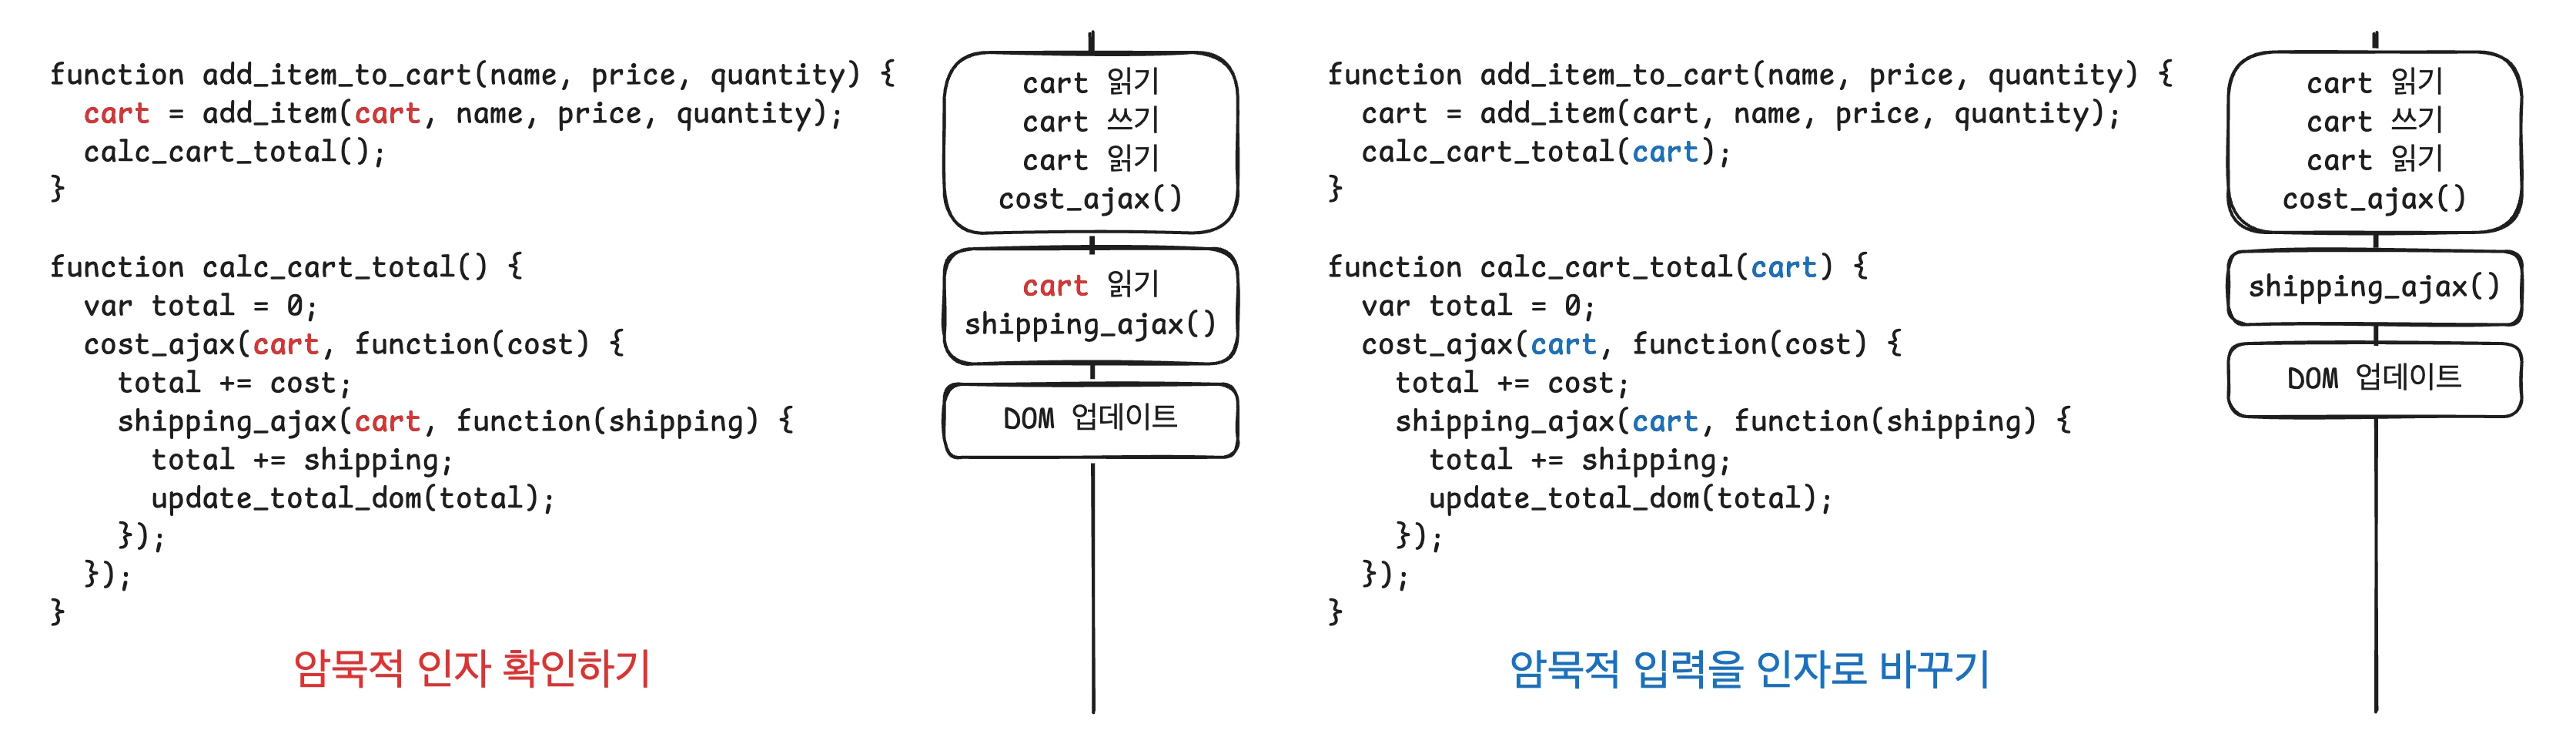 function add_item_to_cart(name, price, quantity) {
  cart = add_item(cart, name, price, quantity);
  calc_cart_total();
}
function calc_cart_total() {
  var total = 0;
  cost_ajax(cart, function(cost) {
    total += cost;
    shipping_ajax(cart, function(shipping) {
      total += shipping;
      update_total_dom(total);
    });
  });
}
암묵적 인자 확인하기
cart 읽기
cart 쓰기
cart 읽기
cost_ajax()
cart 읽기
shipping_ajax()
DOM 업데이트
function add_item_to_cart(name, price, quantity) {
  cart = add_item(cart, name, price, quantity);
  calc_cart_total(cart);
}
function calc_cart_total(cart) {
  var total = 0;
  cost_ajax(cart, function(cost) {
    total += cost;
    shipping_ajax(cart, function(shipping) {
      total += shipping;
      update_total_dom(total);
    });
  });
}
암묵적 입력을 인자로 바꾸기
cart 읽기
cart 쓰기
cart 읽기
cost_ajax()
shipping_ajax()
DOM 업데이트